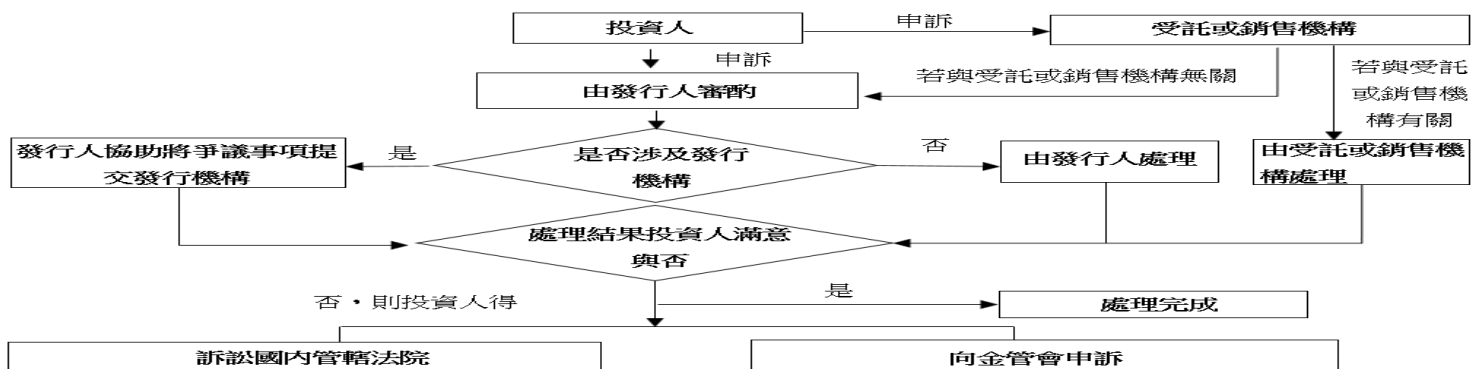 投資人
申訴
受託或銷售機構
申訴
若與受託或銷售機構無關
若與受託
或銷售機
構有關
由發行人審酌
發行人協助將爭議事項提
交發行機構
是
是否涉及發行
機構
否
由發行人處理
由受託或銷售機
構處理
處理結果投資人滿意
與否
否，則投資人得
是
處理完成
訴訟國內管轄法院
向金管會申訴